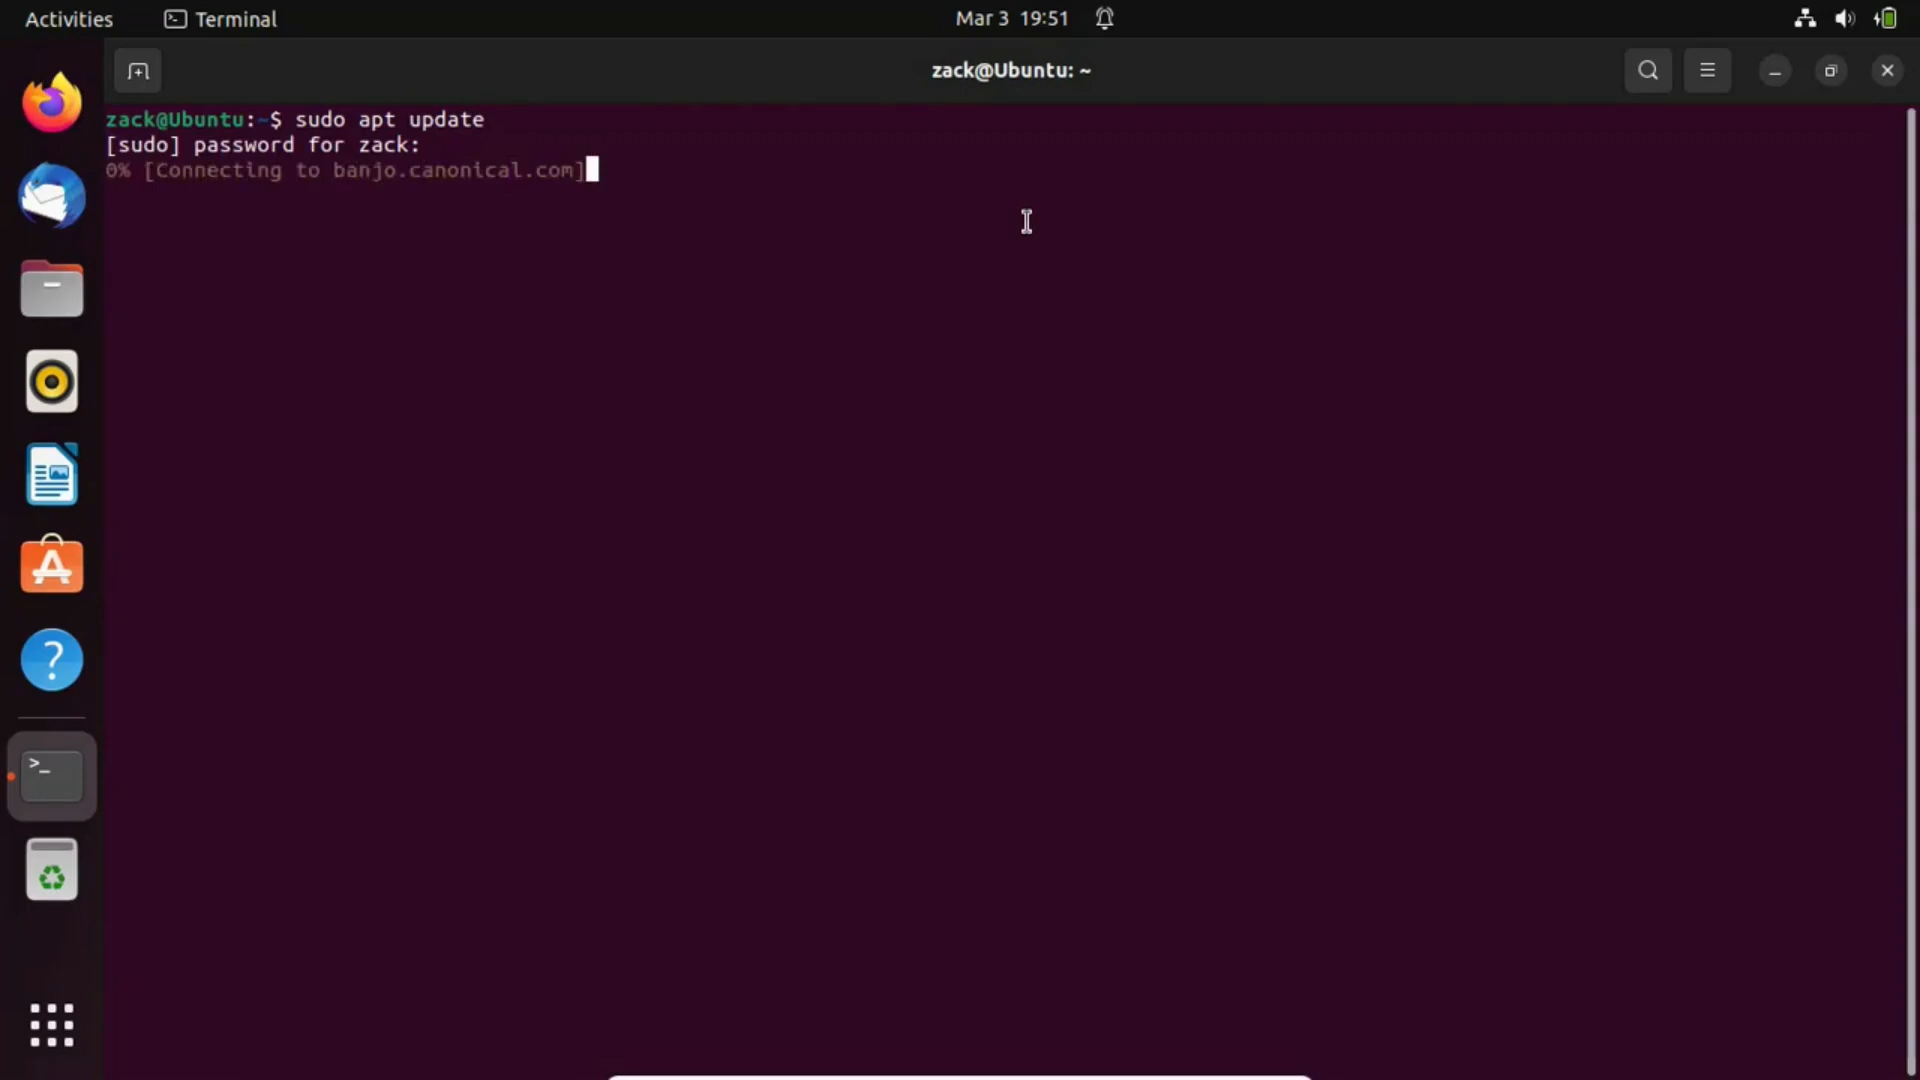 Activities Terminal Mar 3 19:51
zack@Ubuntu: ~
zack@Ubuntu:~$ sudo apt update
[sudo] password for zack:
0% [Connecting to banjo.canonical.com]